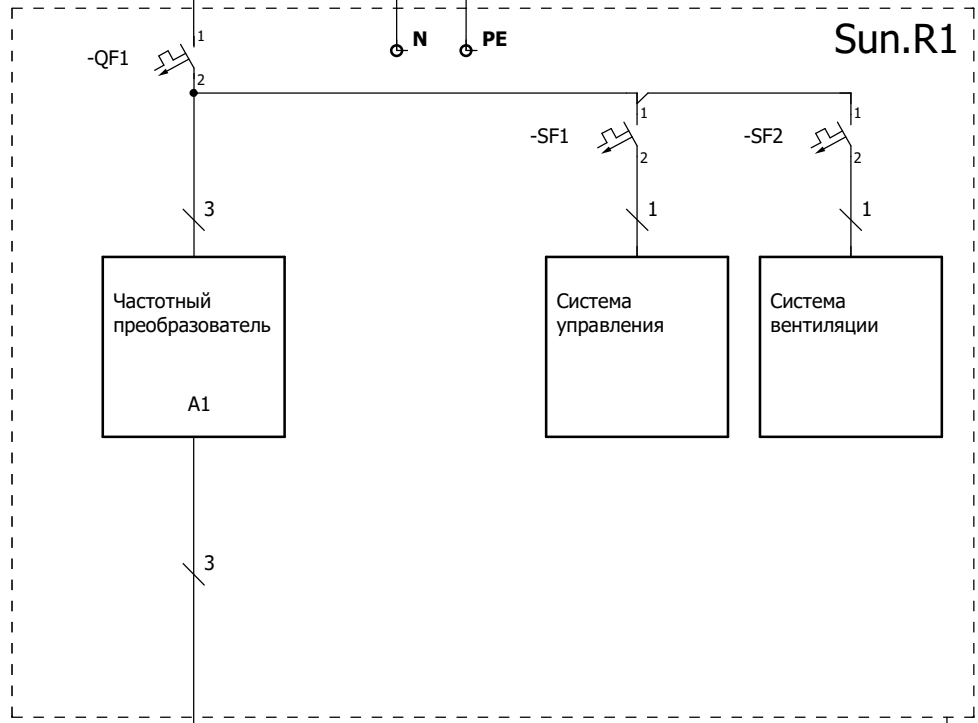 Sun.R1
N
PE
-QF1
1
2
-SF1
1
2
-SF2
1
2
3
1
1
Частотный
преобразователь
A1
Система
управления
Система
вентиляции
3